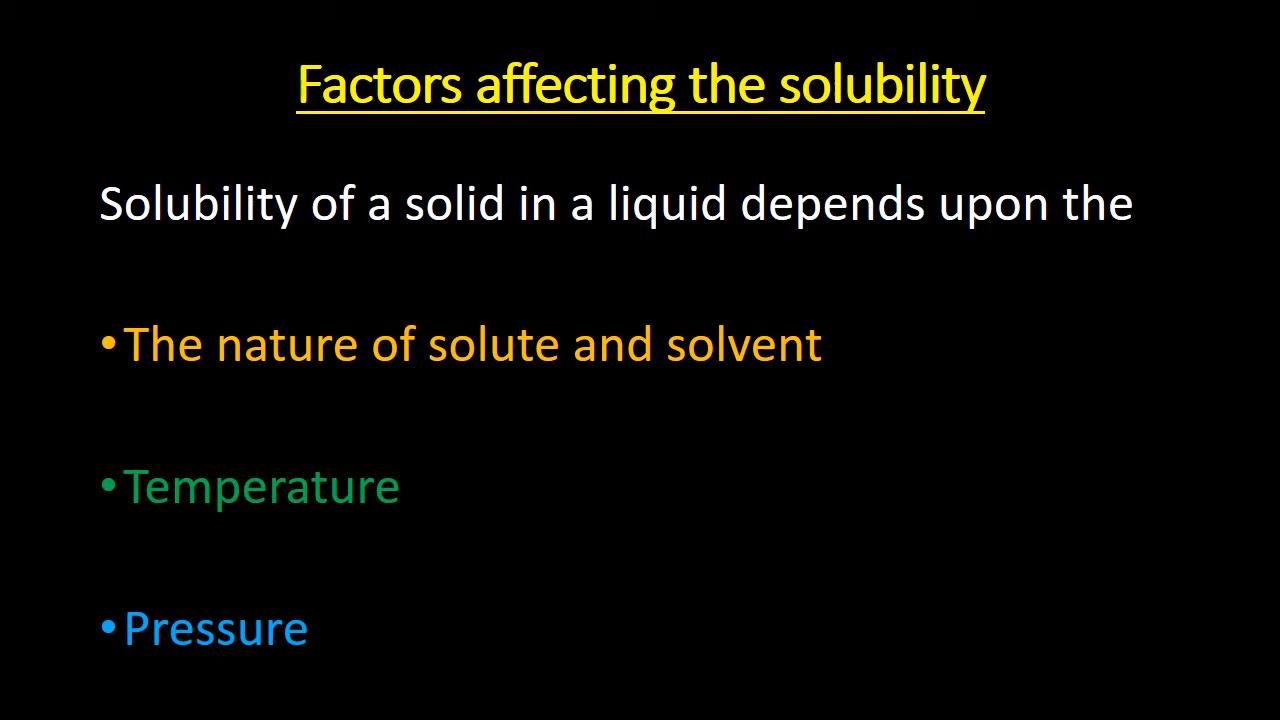 Factors affecting the solubility
Solubility of a solid in a liquid depends upon the
•The nature of solute and solvent
•Temperature
•Pressure